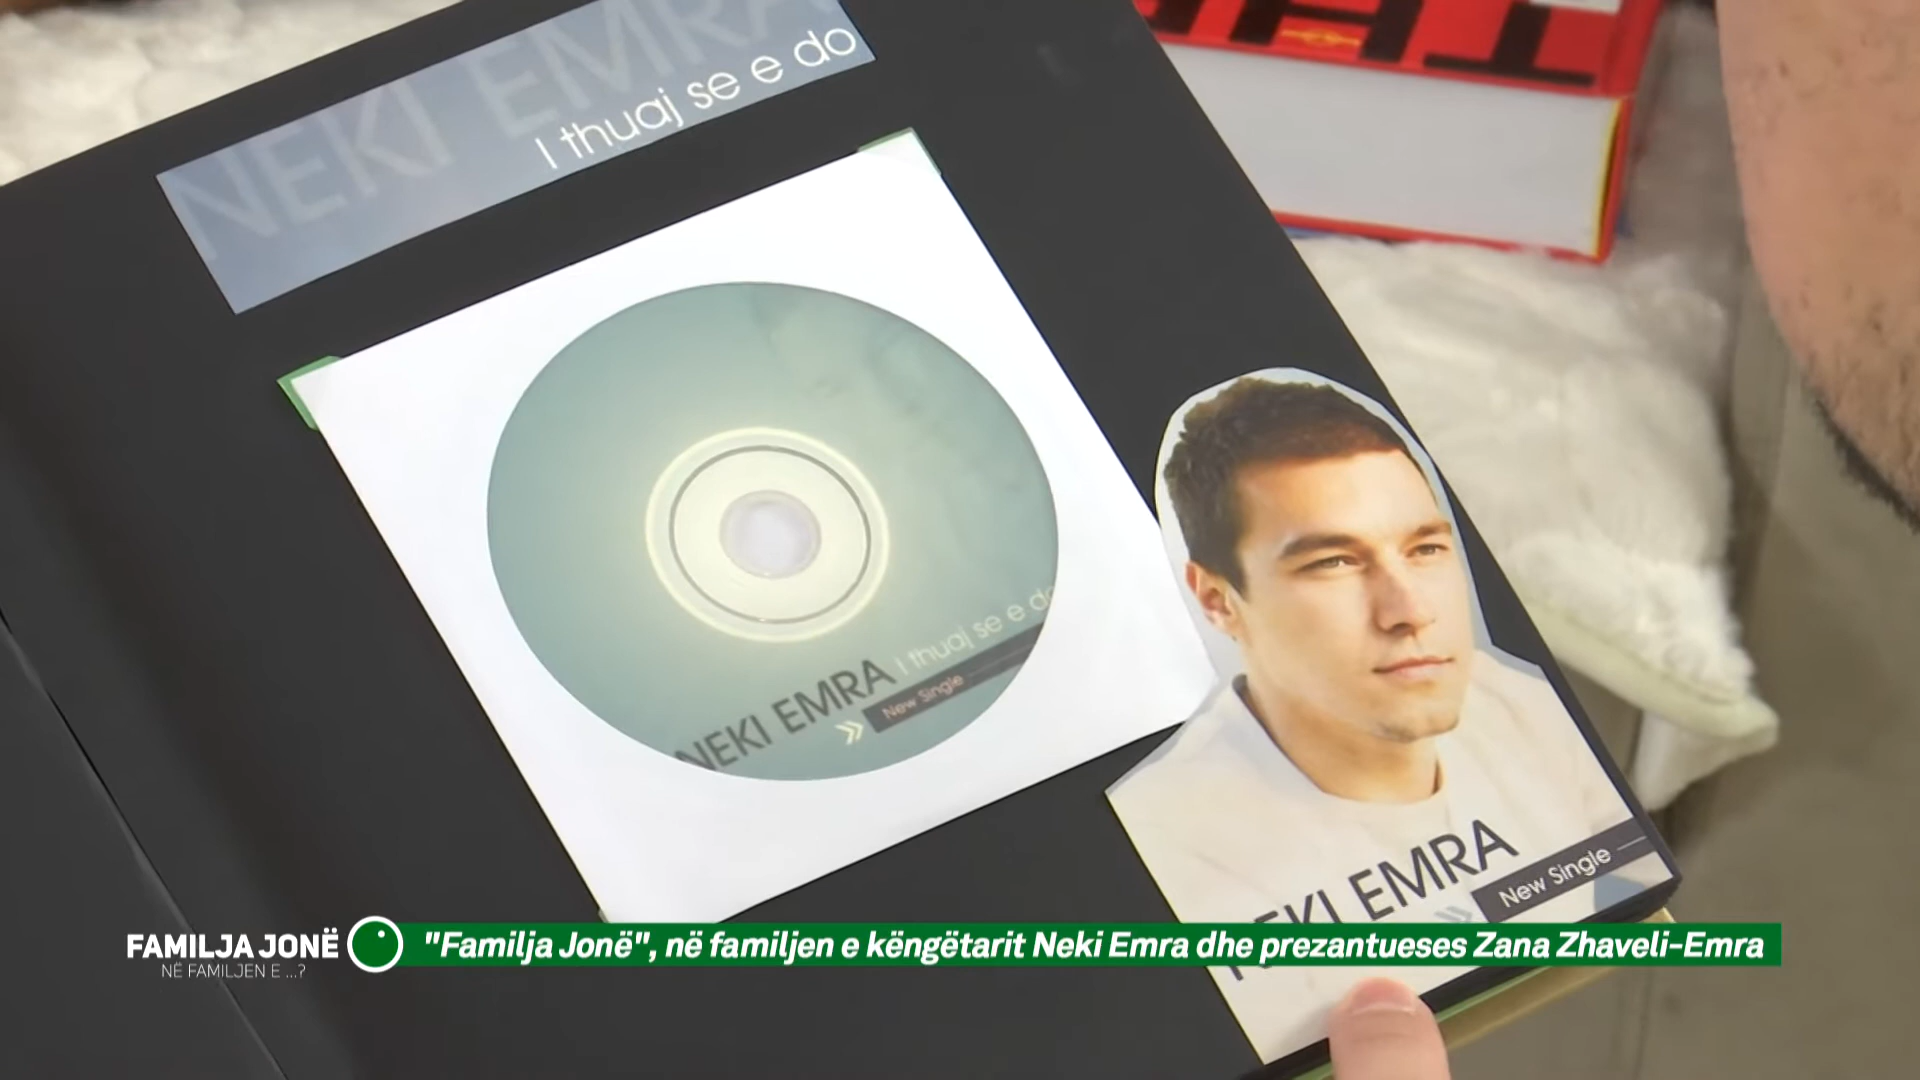 NEKI EMRA
I thuaj se e do
I thuaj se e do
NEKI EMRA
New Single
NEKI EMRA
New Single
FAMILJA JONË
NË FAMILJEN E ...?
"Familja Jonë", në familjen e këngëtarit Neki Emra dhe prezantueses Zana Zhaveli-Emra